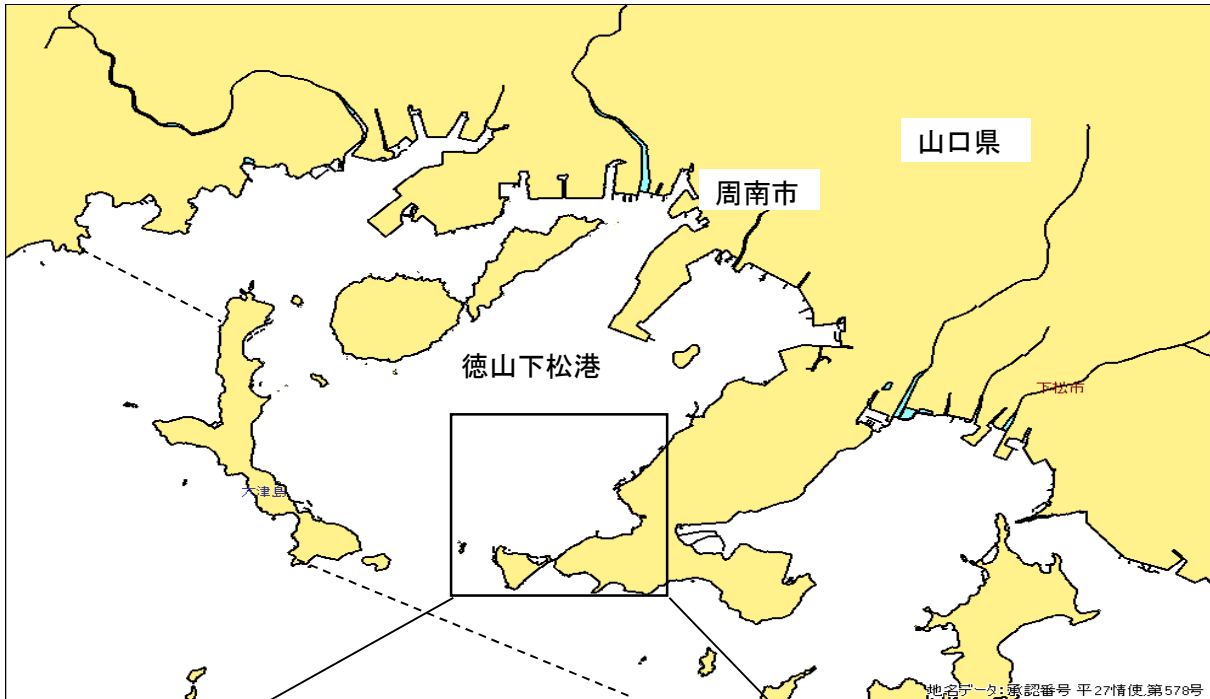 山口県
周南市
徳山下松港
下松市
大津島
地名データ：承認番号 平27情使、第578号